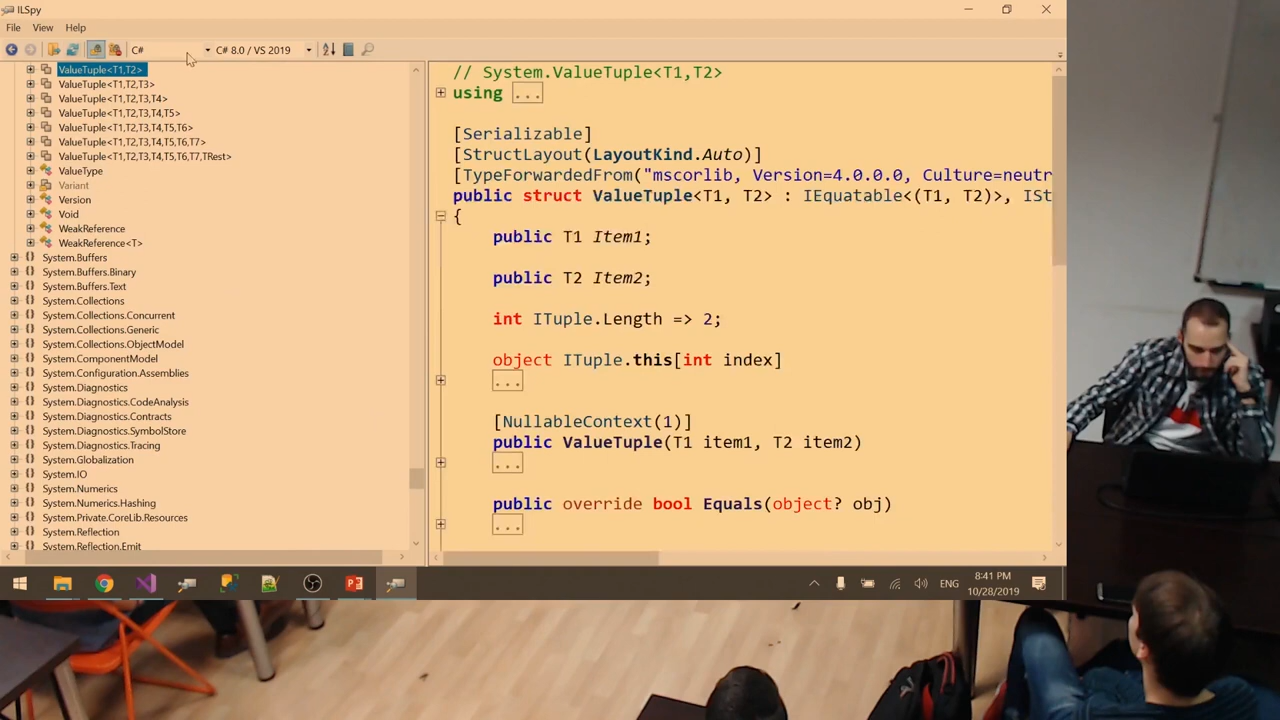 ILSpy
File View Help
C# C# 8.0 / VS 2019
ValueTuple<T1,T2>
ValueTuple<T1,T2,T3>
ValueTuple<T1,T2,T3,T4>
ValueTuple<T1,T2,T3,T4,T5>
ValueTuple<T1,T2,T3,T4,T5,T6>
ValueTuple<T1,T2,T3,T4,T5,T6,T7>
ValueTuple<T1,T2,T3,T4,T5,T6,T7,TRest>
ValueType
Variant
Version
Void
WeakReference
WeakReference<T>
{} System.Buffers
{} System.Buffers.Binary
{} System.Buffers.Text
{} System.Collections
{} System.Collections.Concurrent
{} System.Collections.Generic
{} System.Collections.ObjectModel
{} System.ComponentModel
{} System.Configuration.Assemblies
{} System.Diagnostics
{} System.Diagnostics.CodeAnalysis
{} System.Diagnostics.Contracts
{} System.Diagnostics.SymbolStore
{} System.Diagnostics.Tracing
{} System.Globalization
{} System.IO
{} System.Numerics
{} System.Numerics.Hashing
{} System.Private.CoreLib.Resources
{} System.Reflection
{} System.Reflection.Emit
// System.ValueTuple<T1,T2>
using ...
[Serializable]
[StructLayout(LayoutKind.Auto)]
[TypeForwardedFrom("mscorlib, Version=4.0.0.0, Culture=neutr
public struct ValueTuple<T1, T2> : IEquatable<(T1, T2)>, ISt
{
public T1 Item1;
public T2 Item2;
int ITuple.Length => 2;
object ITuple.this[int index]
...
[NullableContext(1)]
public ValueTuple(T1 item1, T2 item2)
...
public override bool Equals(object? obj)
...
ENG
8:41 PM
10/28/2019